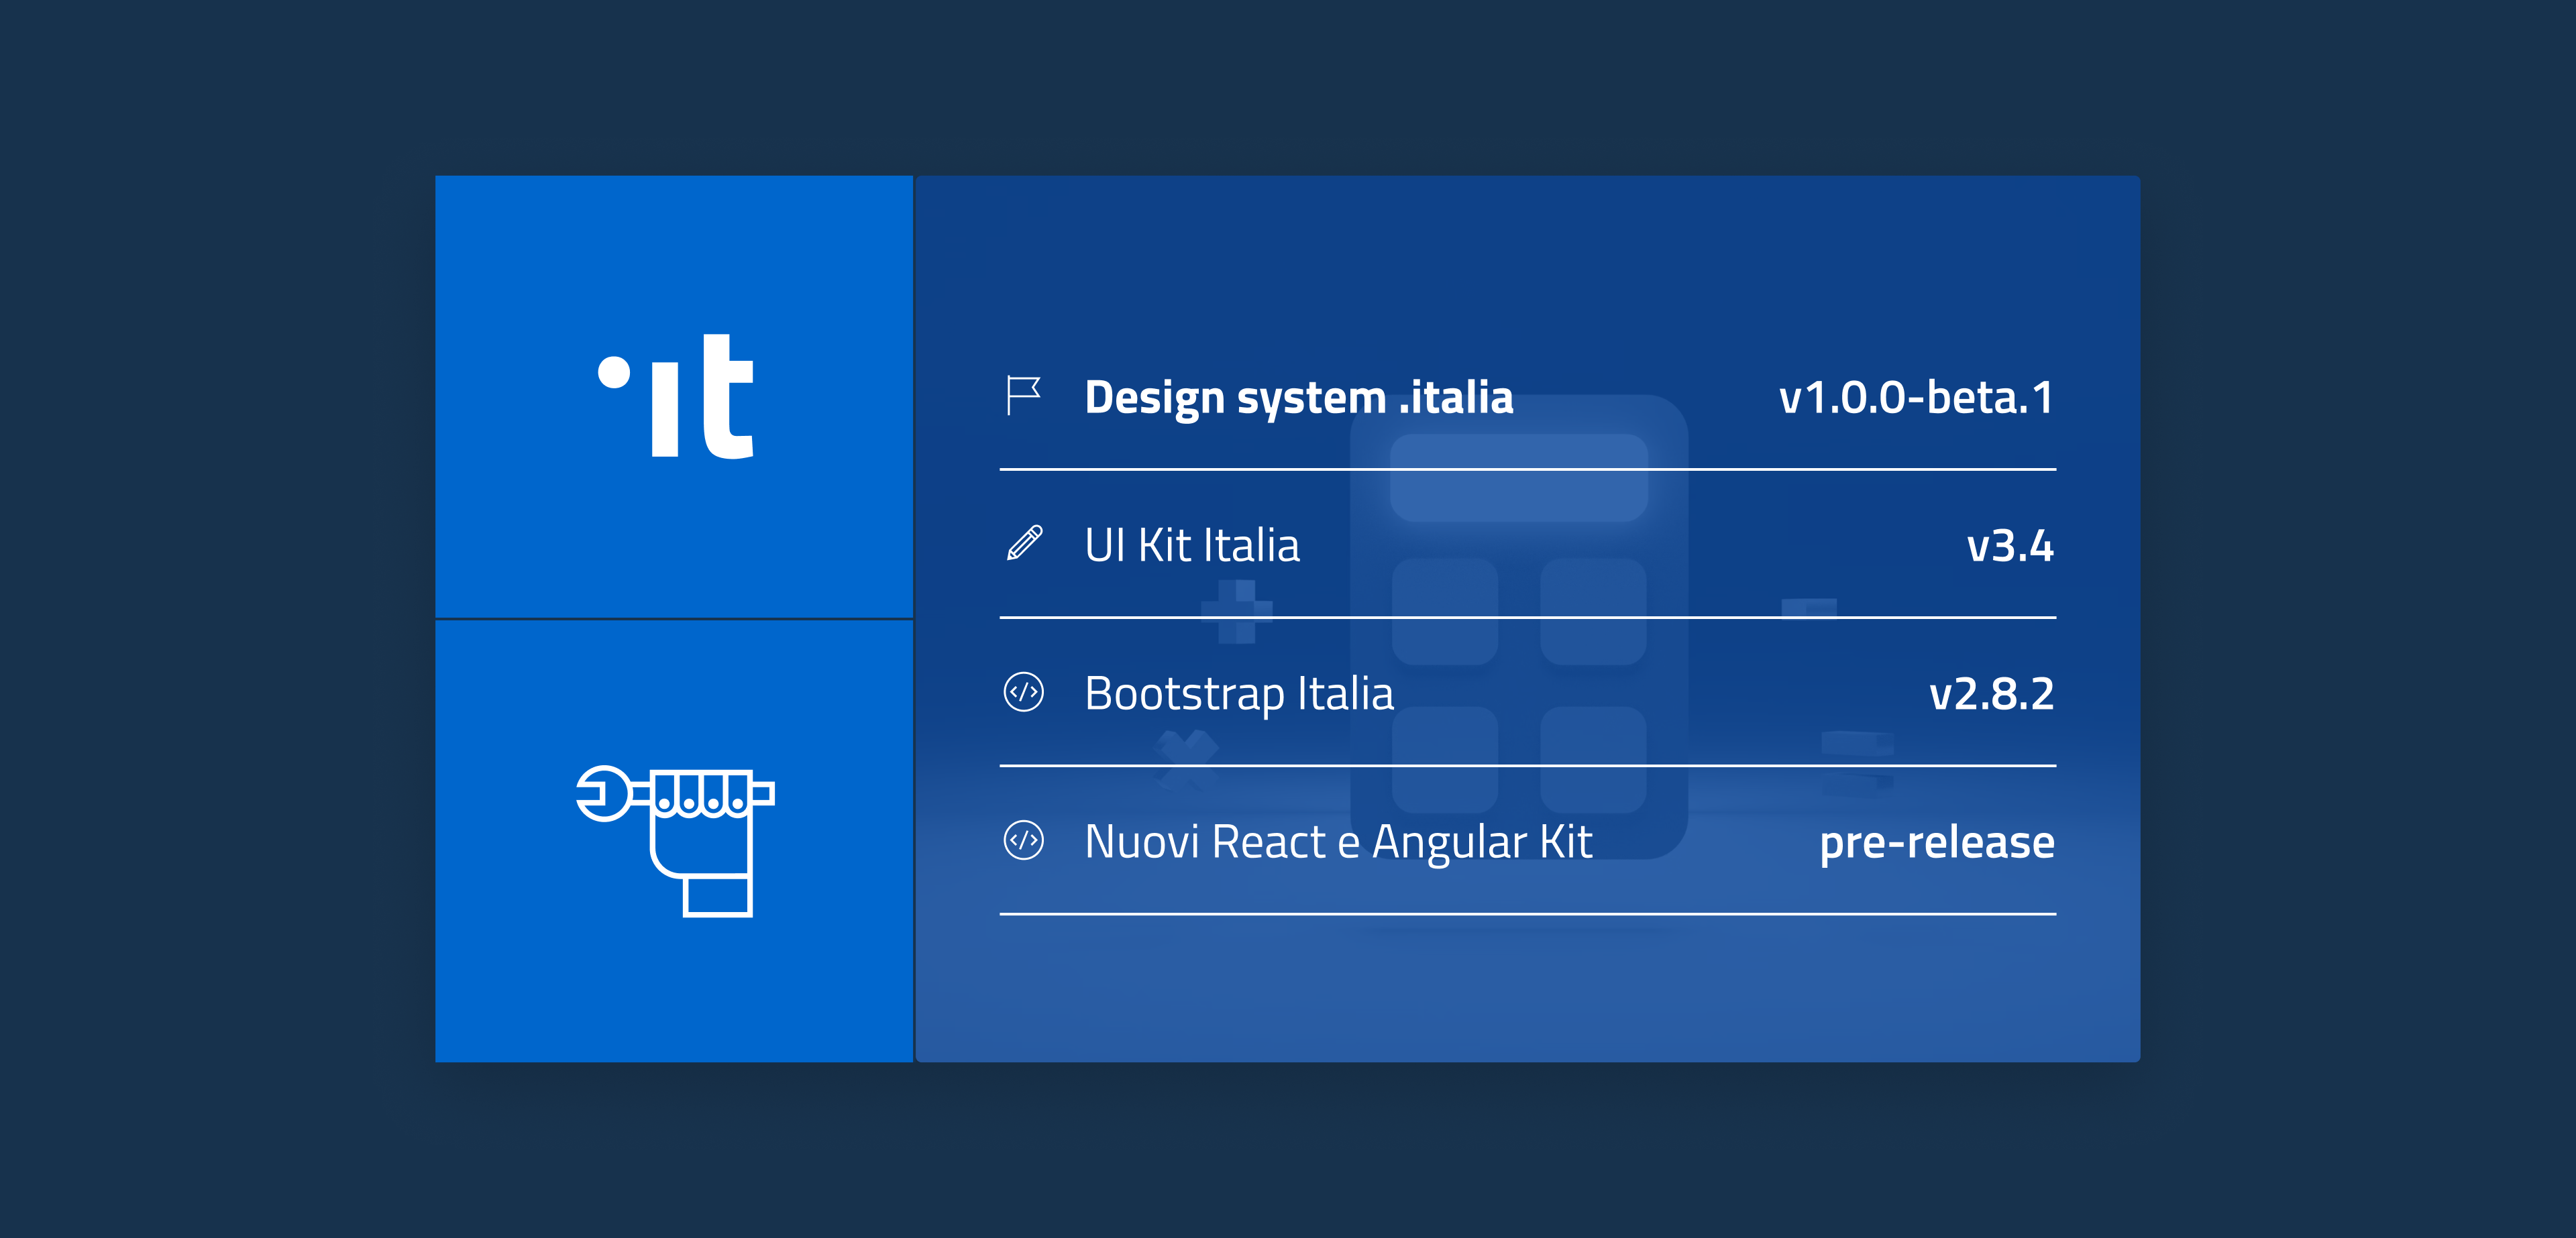 .it
Design system .italia v1.0.0-beta.1
UI Kit Italia v3.4
Bootstrap Italia v2.8.2
Nuovi React e Angular Kit pre-release